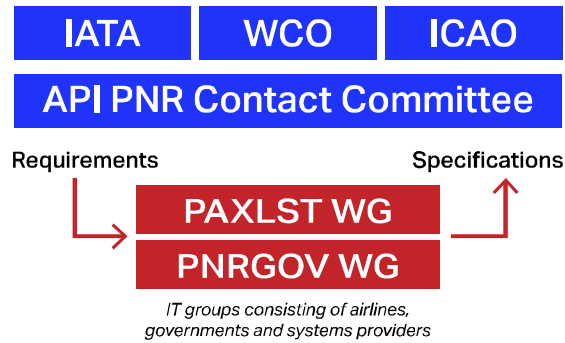 IATA WCO ICAO
API PNR Contact Committee
Requirements Specifications
PAXLST WG
PNRGOV WG
IT groups consisting of airlines,
governments and systems providers